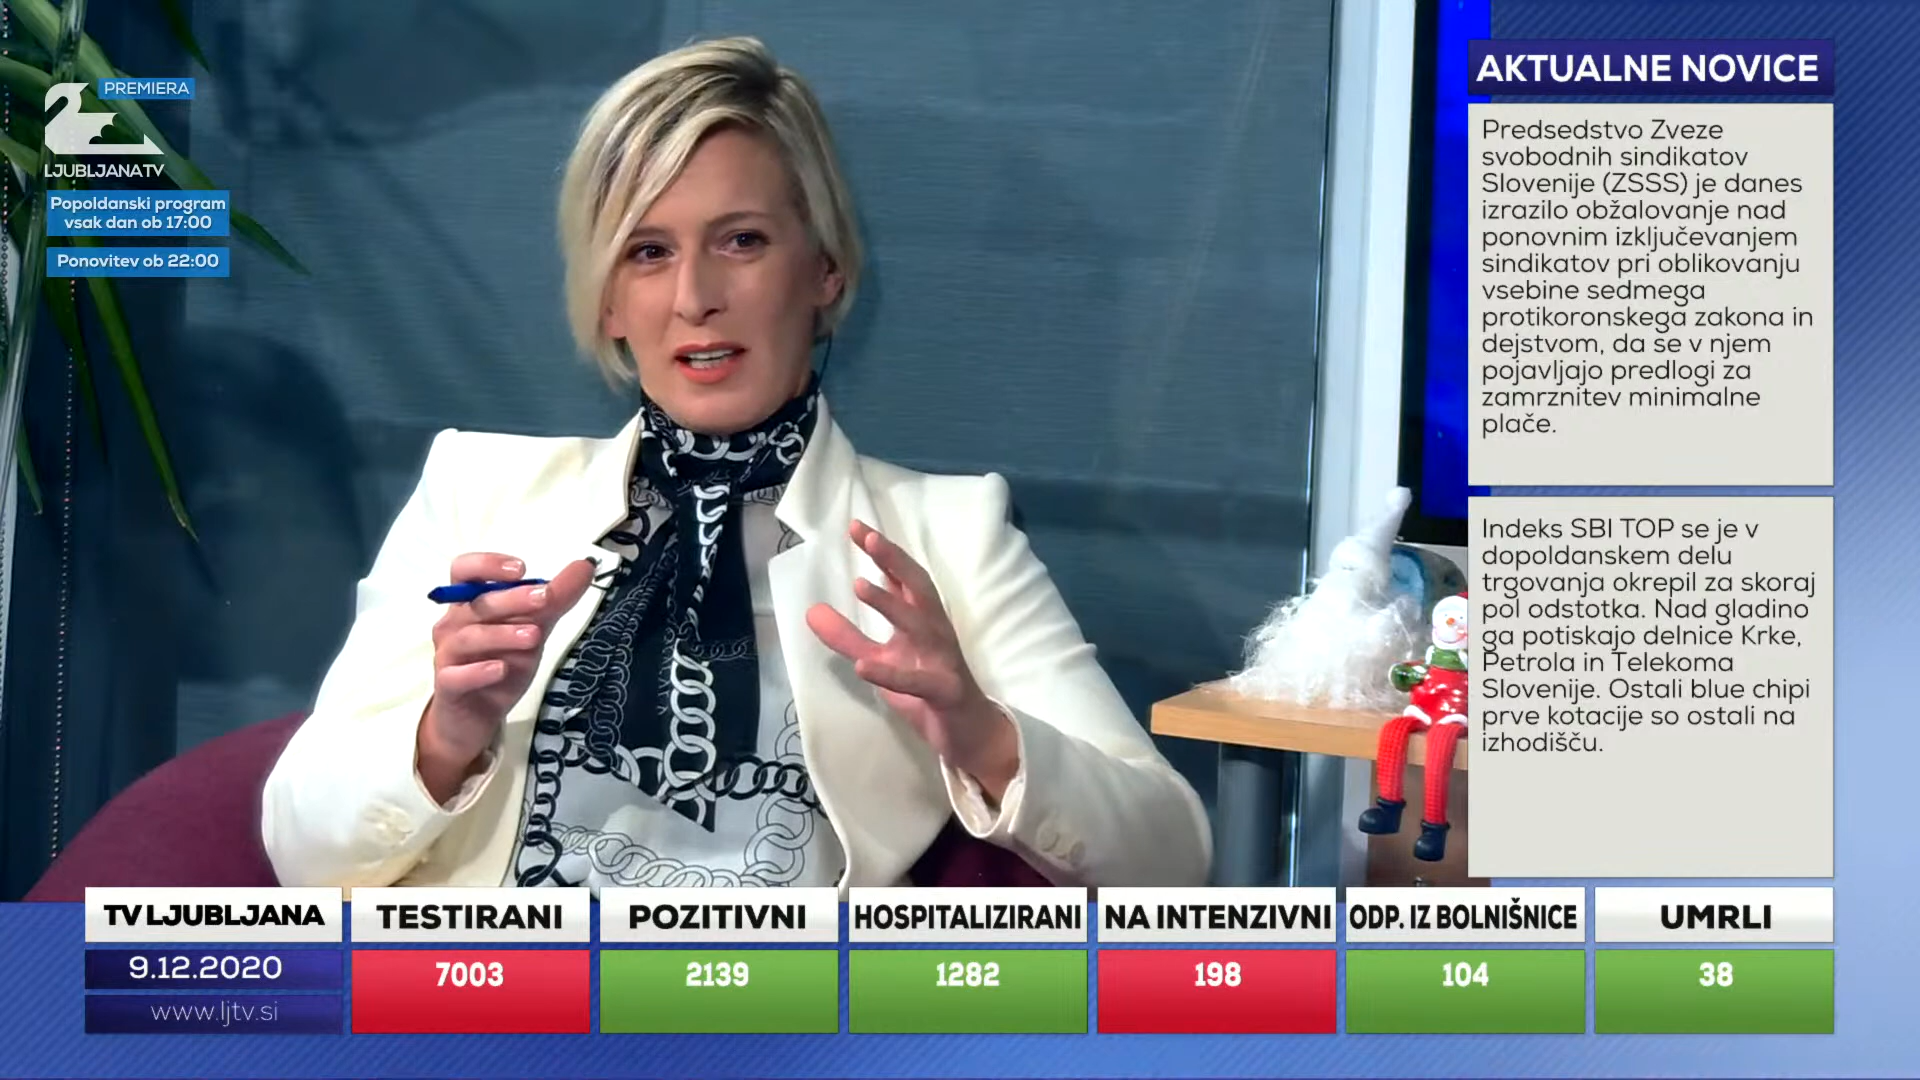 PREMIERA
LJUBLJANATV
Popoldanski program
vsak dan ob 17:00
Ponovitev ob 22:00
AKTUALNE NOVICE
Predsedstvo Zveze
svobodnih sindikatov
Slovenije (ZSSS) je danes
izrazilo obžalovanje nad
ponovnim izključevanjem
sindikatov pri oblikovanju
vsebine sedmega
protikoronskega zakona in
dejstvom, da se v njem
pojavljajo predlogi za
zamrznitev minimalne
plače.
Indeks SBI TOP se je v
dopoldanskem delu
trgovanja okrepil za skoraj
pol odstotka. Nad gladino
ga potiskajo delnice Krke,
Petrola in Telekoma
Slovenije. Ostali blue chipi
prve kotacije so ostali na
izhodišču.
TV LJUBLJANA
9.12.2020
www.ljtv.si
TESTIRANI
7003
POZITIVNI
2139
HOSPITALIZIRANI
1282
NA INTENZIVNI
198
ODP. IZ BOLNIŠNICE
104
UMRLI
38